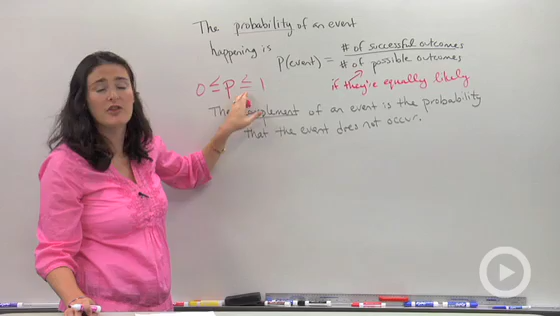 The probability of an event
happening is
P(event) = # of successful outcomes
# of possible outcomes
0 ≤ P ≤ 1
if they're equally likely
The complement of an event is the probability
that the event does not occur.